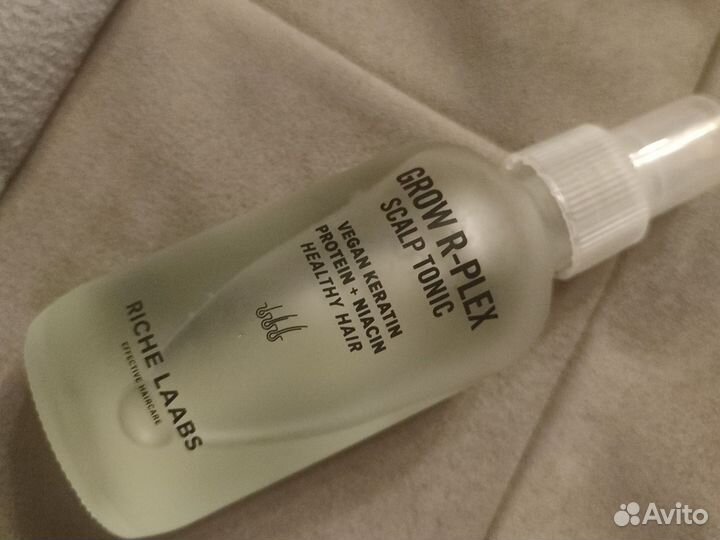 GROW R-PLEX
SCALP TONIC
VEGAN KERATIN
PROTEIN + NIACIN
HEALTHY HAIR
RICHE LAABS
EFFECTIVE HAIRCARE
Avito